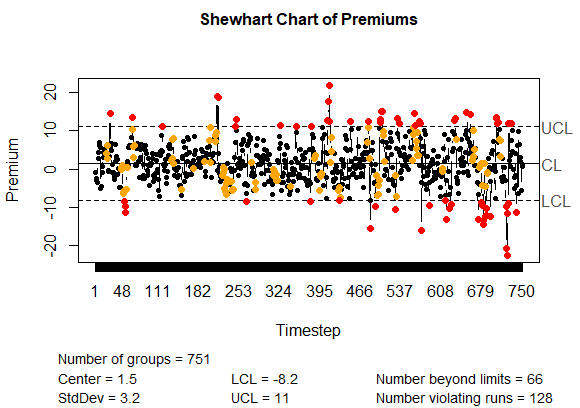 Shewhart Chart of Premiums
Premium
20
10
0
-10
-20
UCL
CL
LCL
1 48 111 182 253 324 395 466 537 608 679 750
Timestep
Number of groups = 751
Center = 1.5 LCL = -8.2 Number beyond limits = 66
StdDev = 3.2 UCL = 11 Number violating runs = 128